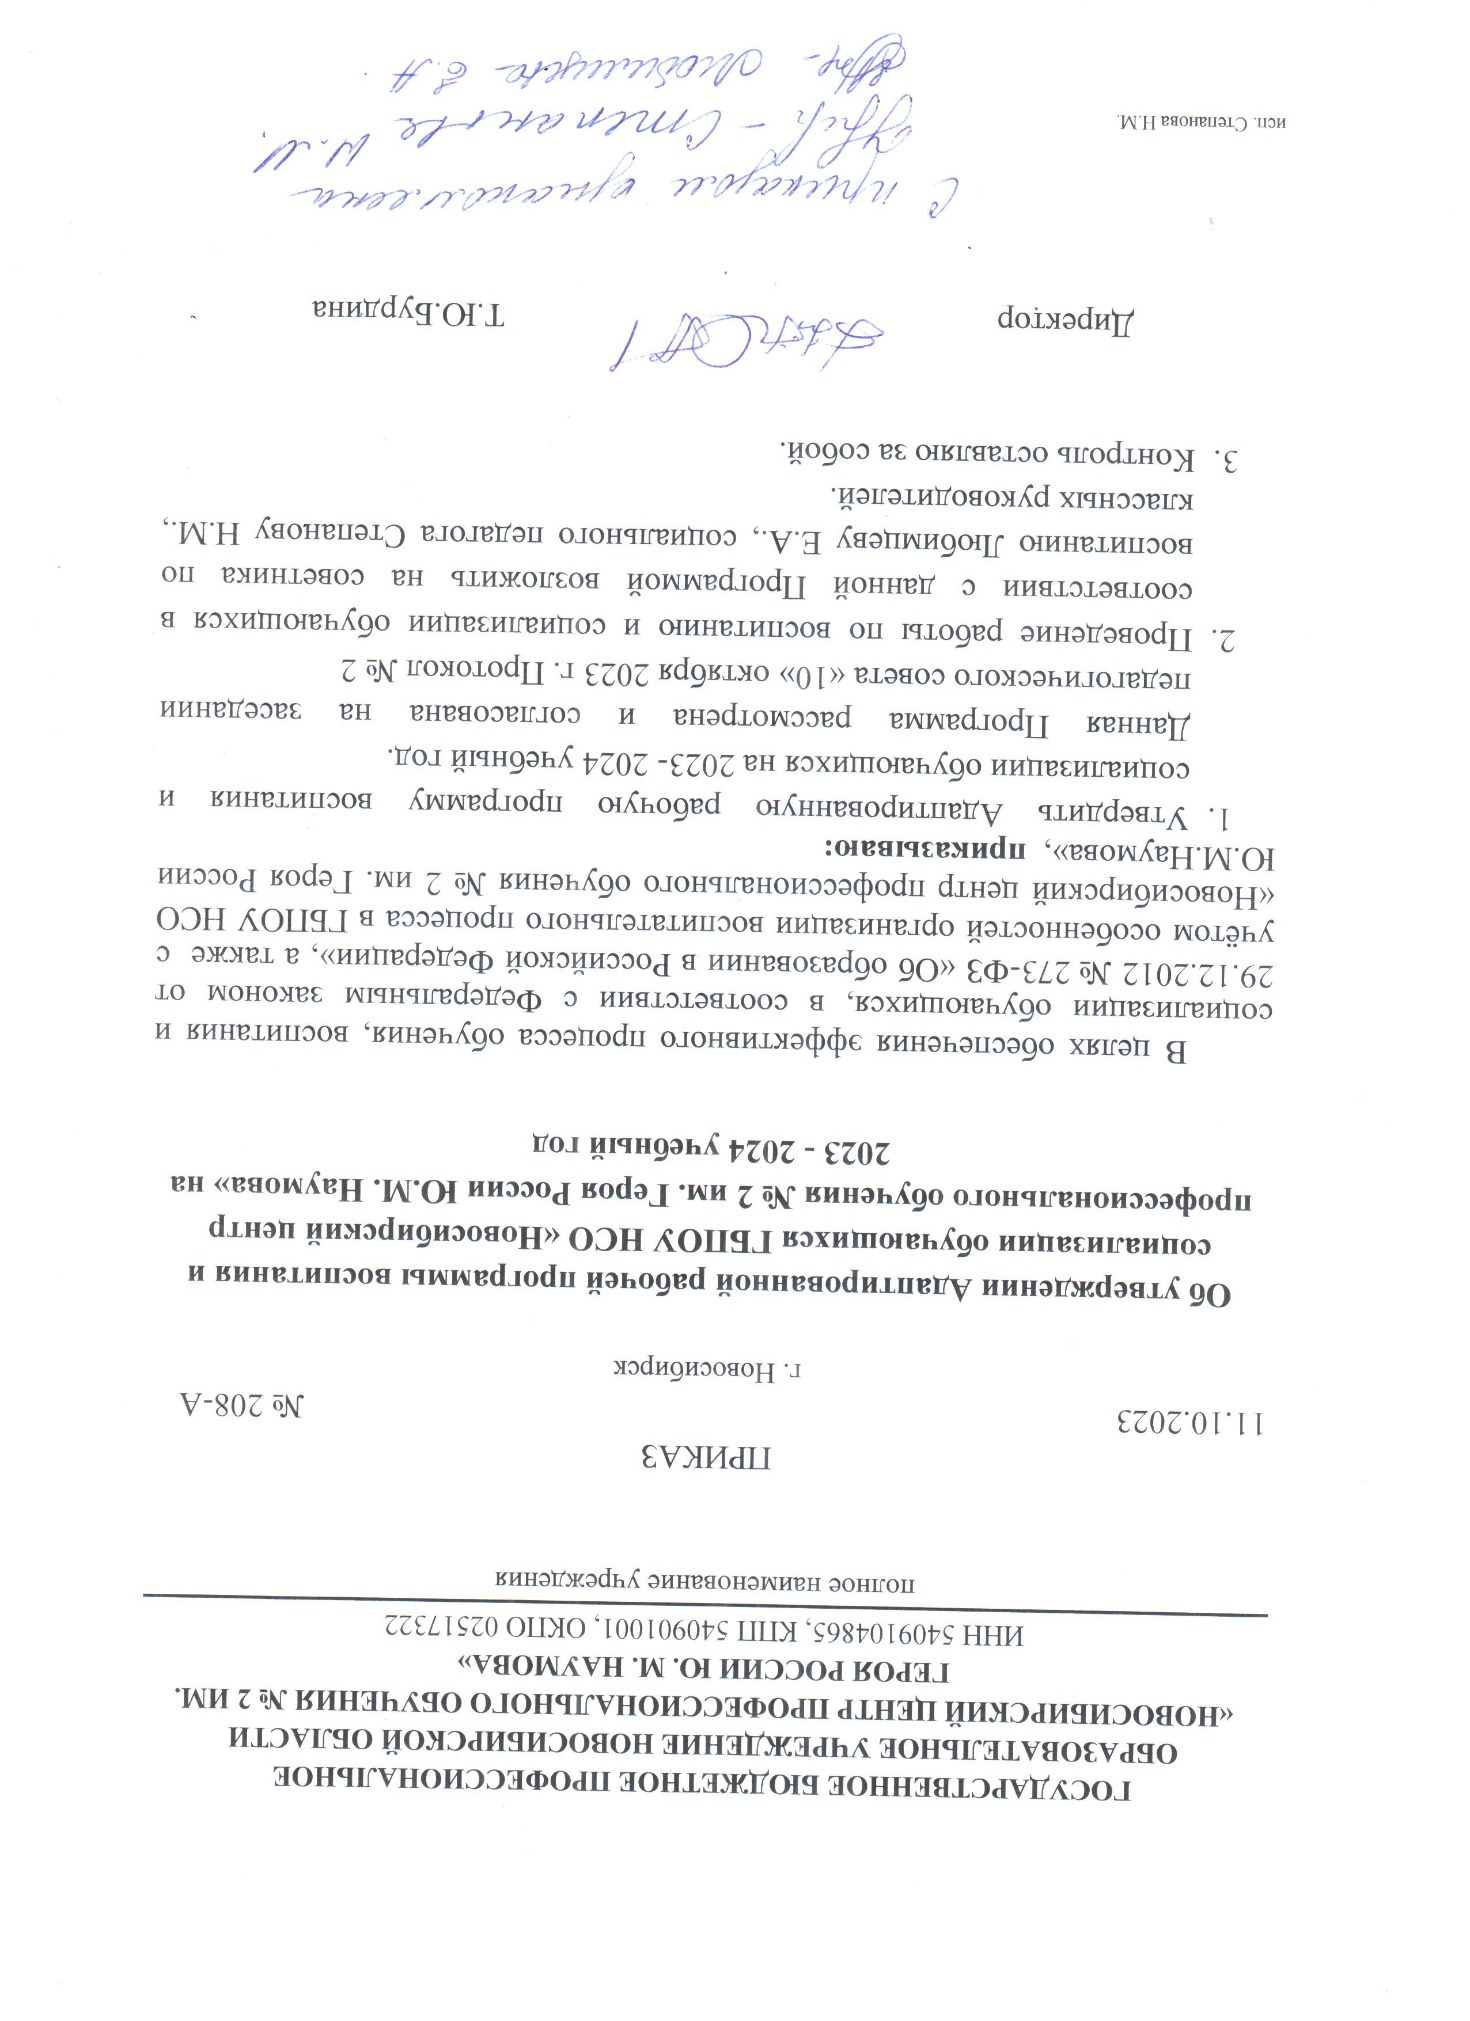 ГОСУДАРСТВЕННОЕ БЮДЖЕТНОЕ ПРОФЕССИОНАЛЬНОЕ
ОБРАЗОВАТЕЛЬНОЕ УЧРЕЖДЕНИЕ НОВОСИБИРСКОЙ ОБЛАСТИ
«НОВОСИБИРСКИЙ ЦЕНТР ПРОФЕССИОНАЛЬНОГО ОБУЧЕНИЯ № 2 ИМ.
ГЕРОЯ РОССИИ Ю. М. НАУМОВА»
ИНН 5409104865, КПП 540901001, ОКПО 02517322
полное наименование учреждения
ПРИКАЗ
11.10.2023 № 208-А
г. Новосибирск
Об утверждении Адаптированной рабочей программы воспитания и
социализации обучающихся ГБПОУ НСО «Новосибирский центр
профессионального обучения № 2 им. Героя России Ю.М. Наумова» на
2023 - 2024 учебный год
В целях обеспечения эффективного процесса обучения, воспитания и
социализации обучающихся, в соответствии с Федеральным законом от
29.12.2012 № 273-ФЗ «Об образовании в Российской Федерации», а также с
учётом особенностей организации воспитательного процесса в ГБПОУ НСО
«Новосибирский центр профессионального обучения № 2 им. Героя России
Ю.М.Наумова», приказываю:
1. Утвердить Адаптированную рабочую программу воспитания и
социализации обучающихся на 2023- 2024 учебный год.
Данная Программа рассмотрена и согласована на заседании
педагогического совета «10» октября 2023 г. Протокол № 2
2. Проведение работы по воспитанию и социализации обучающихся в
соответствии с данной Программой возложить на советника по
воспитанию Любимцеву Е.А., социального педагога Степанову Н.М.,
классных руководителей.
3. Контроль оставляю за собой.
Директор Т.Ю.Бурдина
С приказом ознакомлена
- Степанова Н.М.
- Любимцева Е.А
исп. Степанова Н.М.